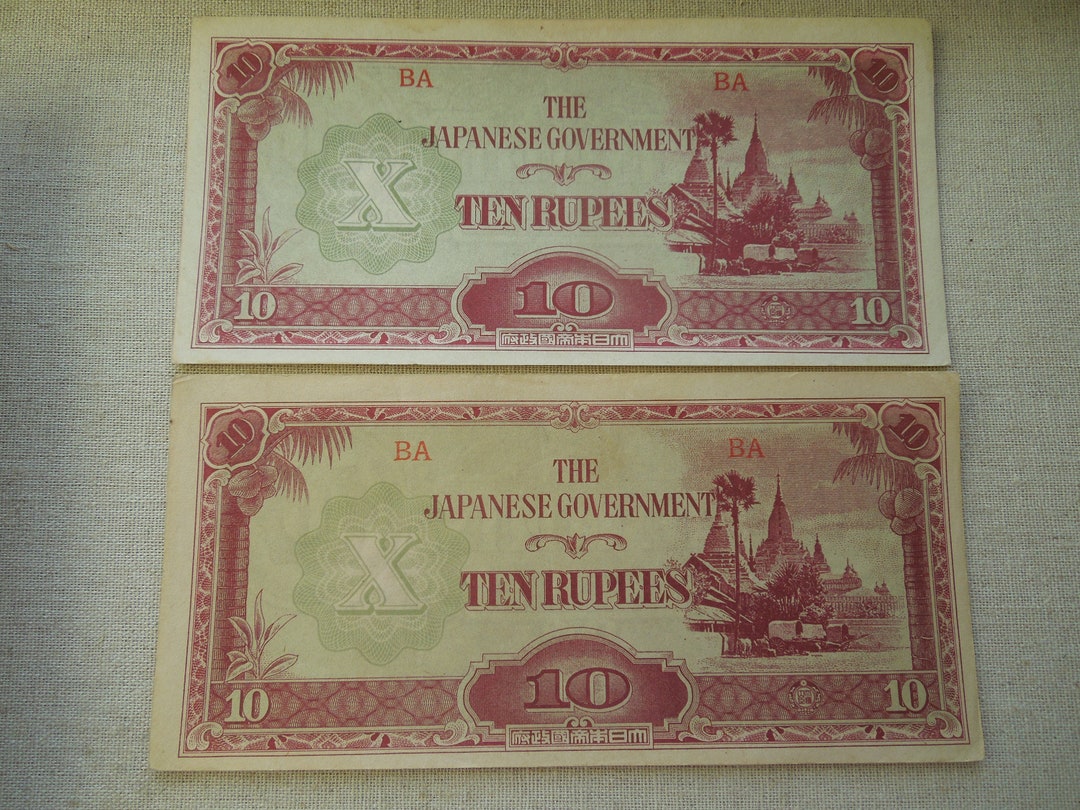 10 10
BA BA
THE
JAPANESE GOVERNMENT
X
TEN RUPEES
10 10 10
大日本帝國政府
10 10
BA BA
THE
JAPANESE GOVERNMENT
X
TEN RUPEES
10 10 10
大日本帝國政府